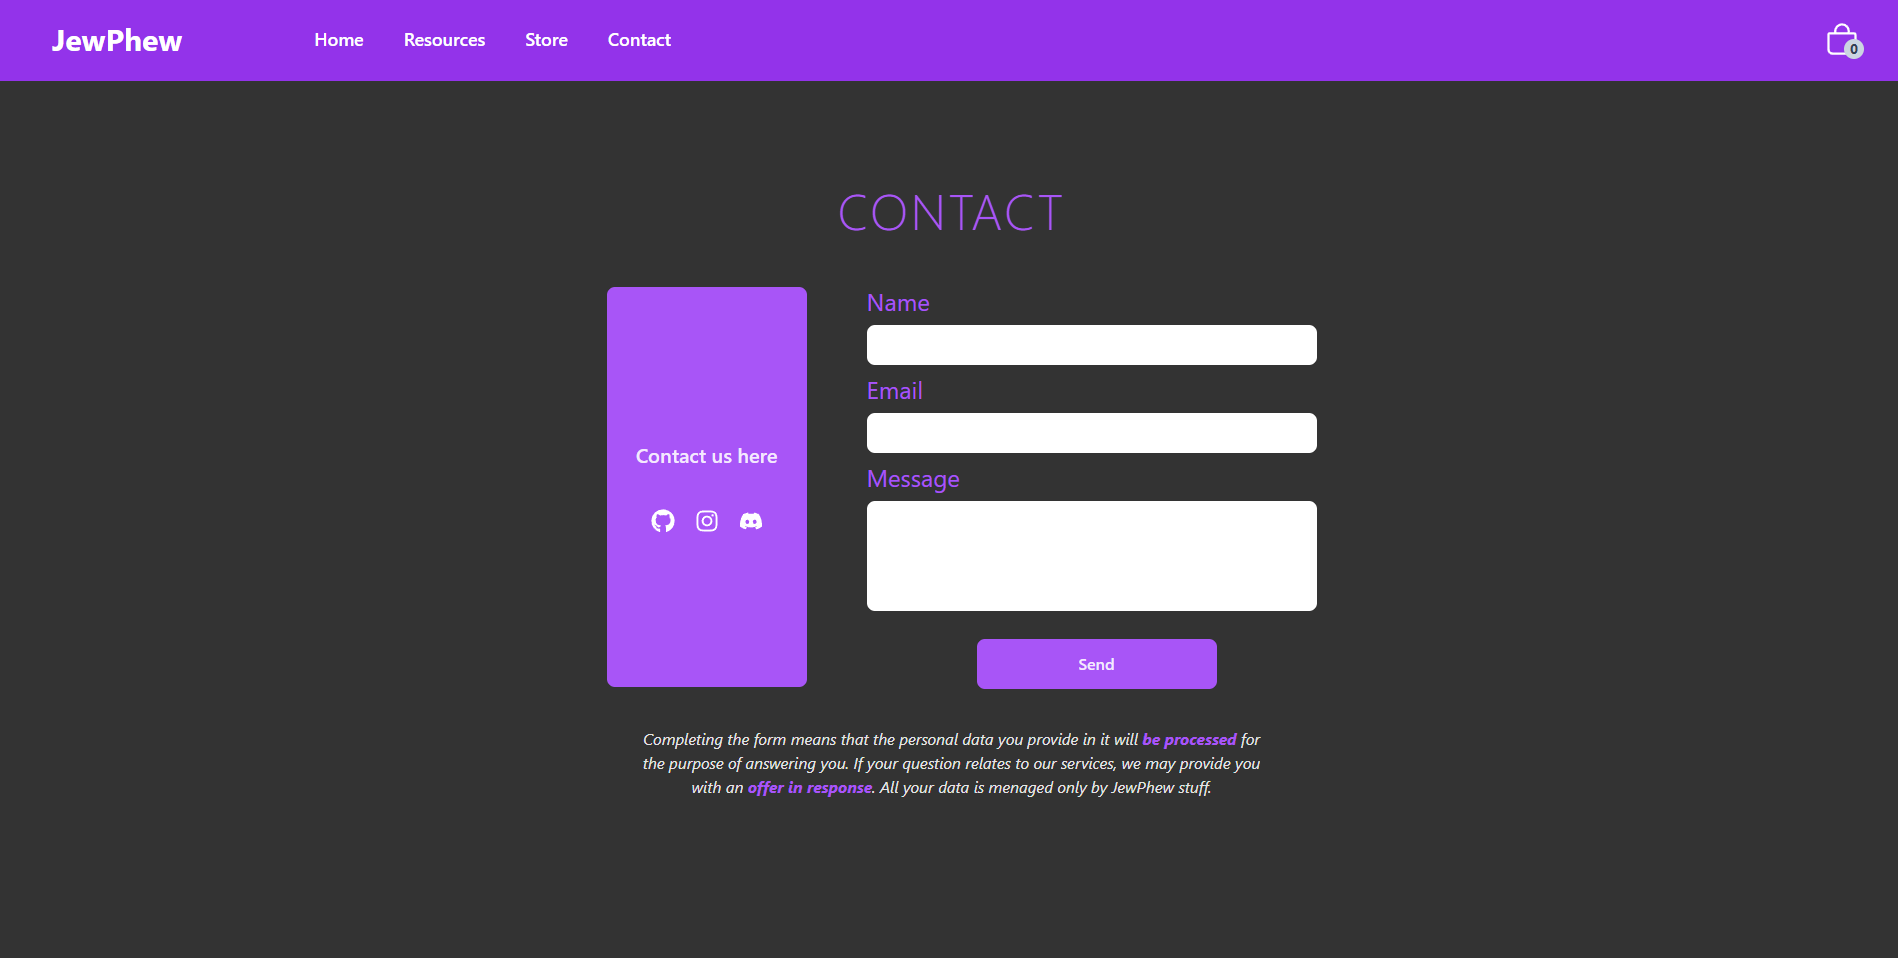 JewPhew
Home Resources Store Contact
0
CONTACT
Contact us here
Name
Email
Message
Send
Completing the form means that the personal data you provide in it will be processed for
the purpose of answering you. If your question relates to our services, we may provide you
with an offer in response. All your data is menaged only by JewPhew stuff.